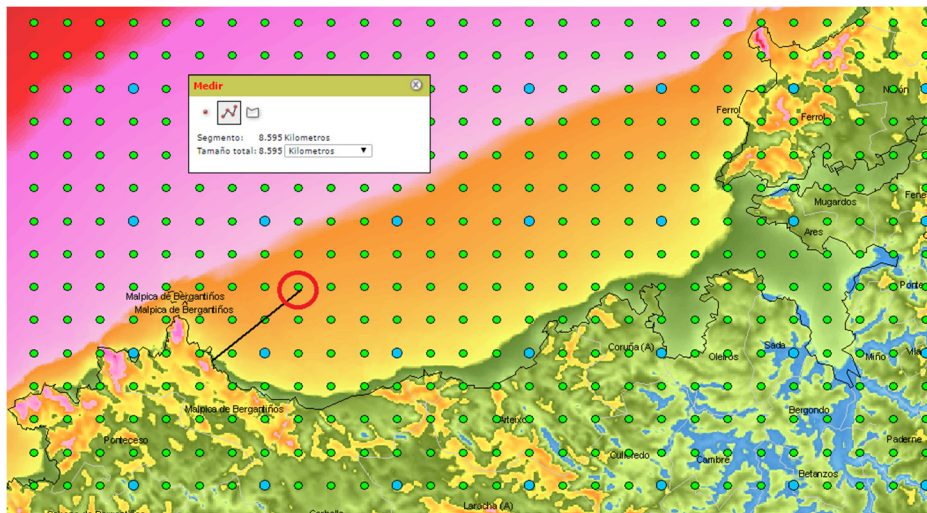 Medir
Segmento: 8.595 Kilometros
Tamaño total: 8.595 Kilometros
Ferrol
Ferrol
Mugardos
Ares
Malpica de Bergantiños
Malpica de Bergantiños
Coruña (A)
Oleiros
Sada
Miño
Malpica de Bergantiños
Bergondo
Arteixo
Ponteceso
Paderne
Culleredo
Cambre
Betanzos
Laracha (A)